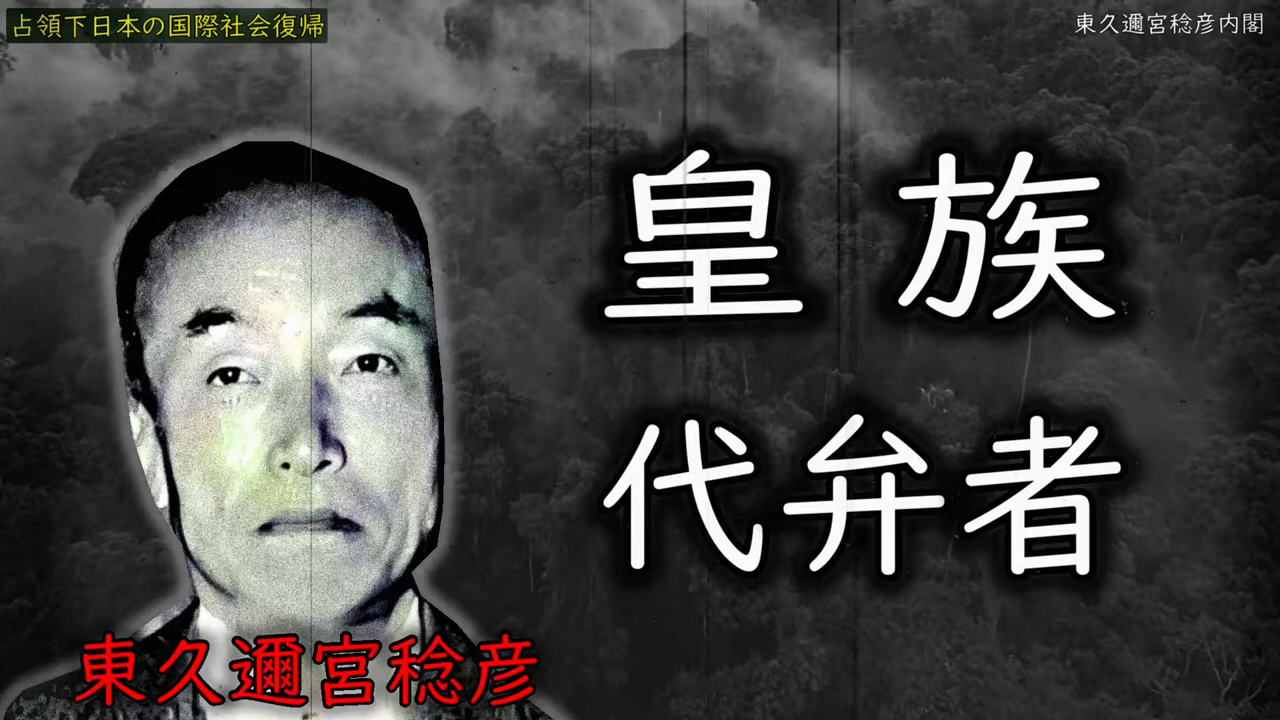 占領下日本の国際社会復帰
東久邇宮稔彦内閣
皇族
代弁者
東久邇宮稔彦